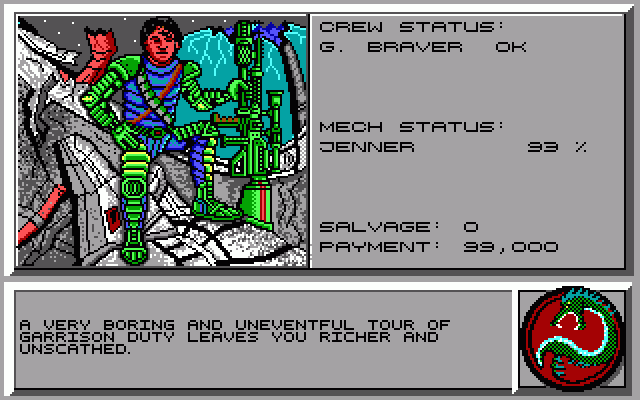 CREW STATUS:
G. BRAVER OK
MECH STATUS:
JENNER 99 %
SALVAGE: 0
PAYMENT: 99,000
A VERY BORING AND UNEVENTFUL TOUR OF
GARRISON DUTY LEAVES YOU RICHER AND
UNSCATHED.